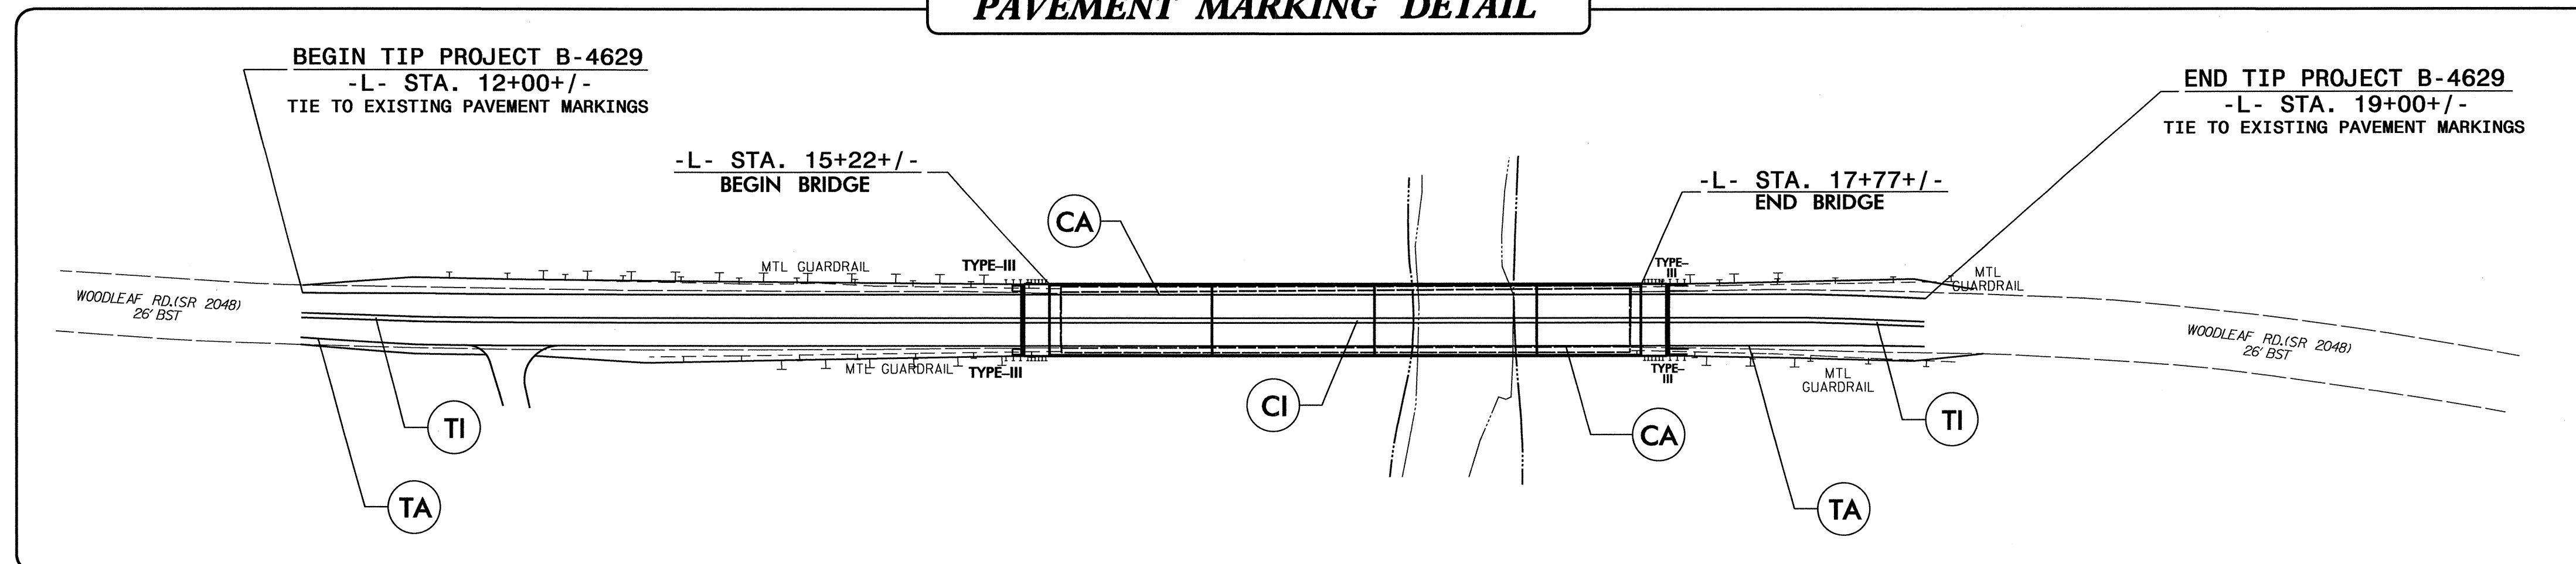 PAVEMENT MARKING DETAIL
BEGIN TIP PROJECT B-4629
-L- STA. 12+00+/-
TIE TO EXISTING PAVEMENT MARKINGS
END TIP PROJECT B-4629
-L- STA. 19+00+/-
TIE TO EXISTING PAVEMENT MARKINGS
-L- STA. 15+22+/-
BEGIN BRIDGE
-L- STA. 17+77+/-
END BRIDGE
CA
MTL GUARDRAIL
TYPE-III
TYPE-
III
MTL
GUARDRAIL
WOODLEAF RD.(SR 2048)
26' BST
WOODLEAF RD.(SR 2048)
26' BST
MTL GUARDRAIL
TYPE-III
TYPE-
III
MTL
GUARDRAIL
TI
CI
CA
TI
TA
TA